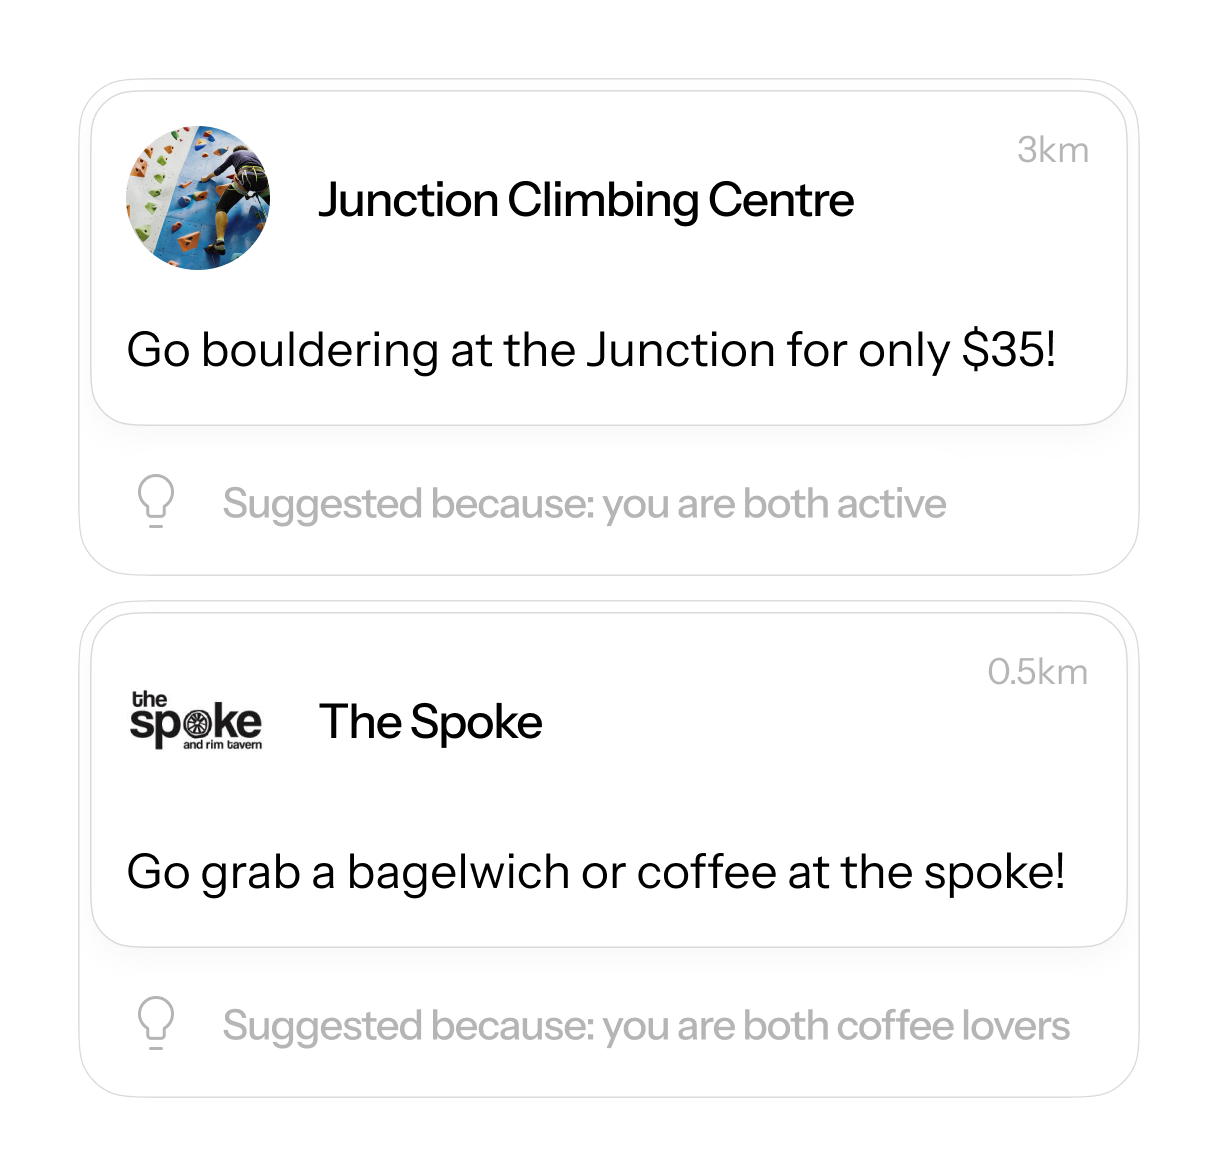 3km
Junction Climbing Centre
Go bouldering at the Junction for only $35!
Suggested because: you are both active
0.5km
the
spoke
and rim tavern
The Spoke
Go grab a bagelwich or coffee at the spoke!
Suggested because: you are both coffee lovers